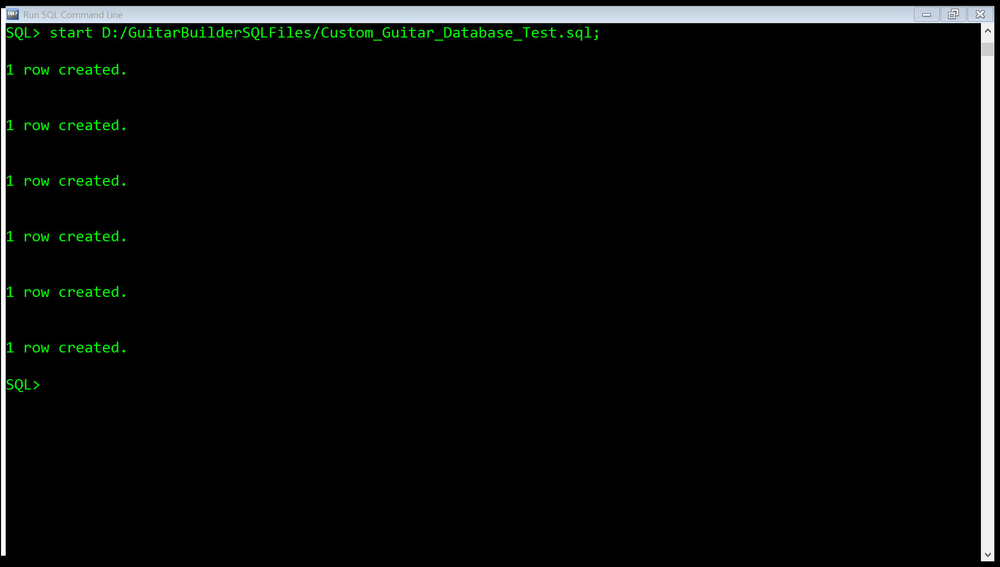 Run SQL Command Line
SQL> start D:/GuitarBuilderSQLFiles/Custom_Guitar_Database_Test.sql;
1 row created.
1 row created.
1 row created.
1 row created.
1 row created.
1 row created.
SQL>